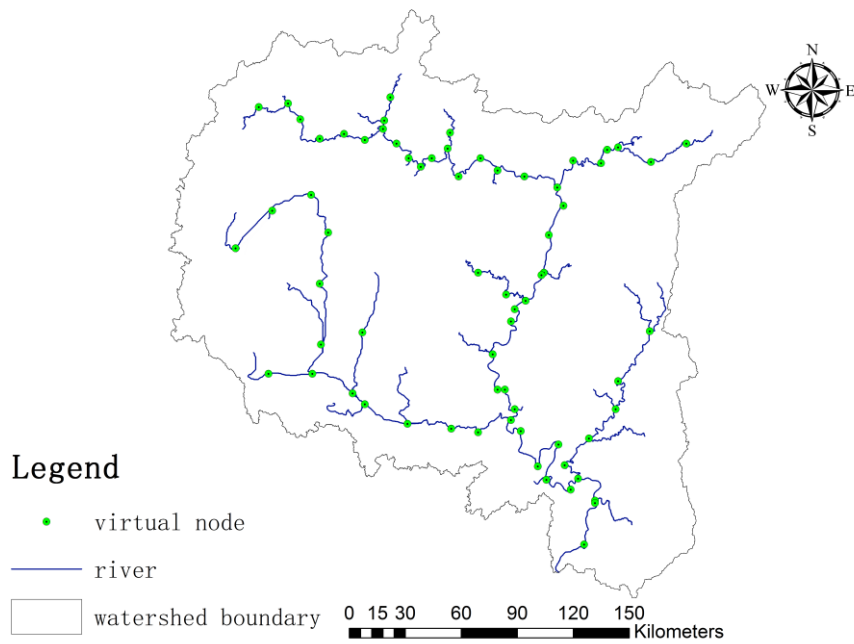 N
W E
S
Legend
virtual node
river
watershed boundary
0 15 30 60 90 120 150
Kilometers